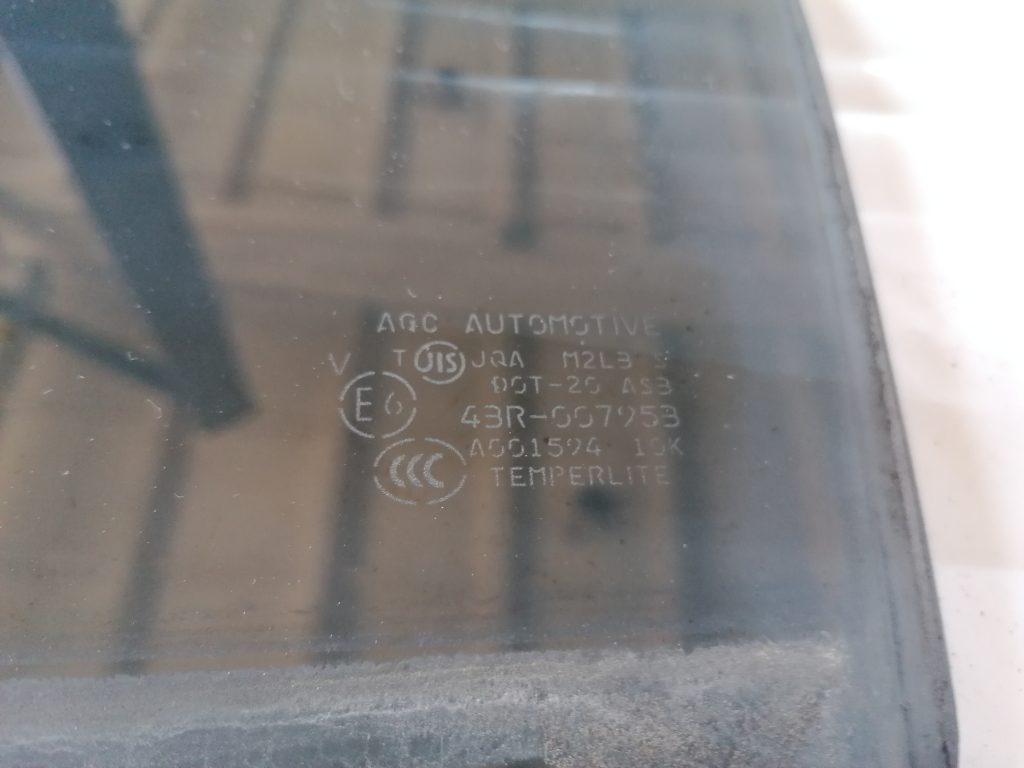 AGC AUTOMOTIVE
V T JIS JQA M2L3
E6 DOT-20 AS3
43R-007953
CCC A001594 10K
TEMPERLITE